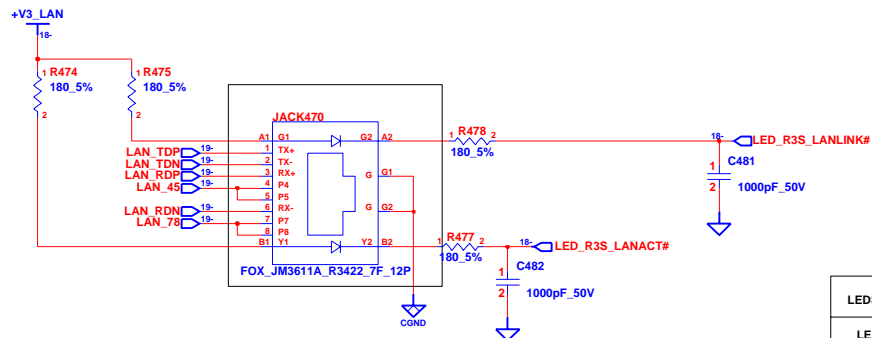 +V3_LAN
18-
1 R474
180_5%
2
1 R475
180_5%
2
JACK470
A1 G1 G2 A2
1 R478 2
180_5%
18- LED_R3S_LANLINK#
LAN_TDP 19- 1 TX+
LAN_TDN 19- 2 TX-
LAN_RDP 19- 3 RX+
LAN_45 19- 4 P4
5 P5
LAN_RDN 19- 6 RX-
LAN_78 19- 7 P7
8 P8
G G1
G G2
B1 Y1 Y2 B2
FOX_JM3611A_R3422_7F_12P
CGND
1 R477 2
180_5%
18- LED_R3S_LANACT#
C481
1
2
1000pF_50V
C482
1
2
1000pF_50V
LED
LE